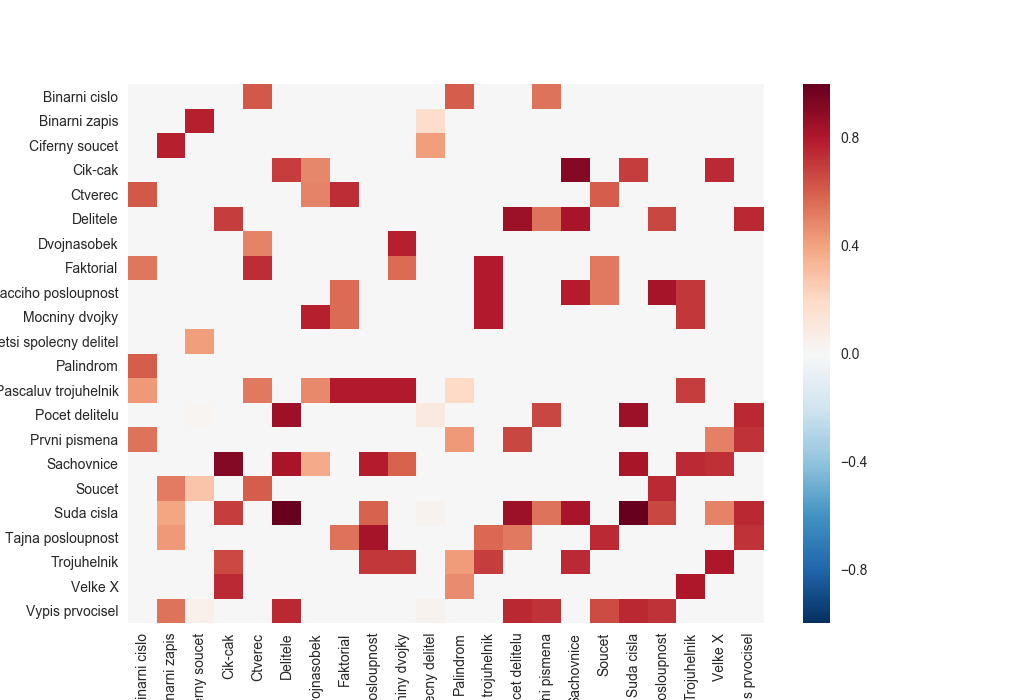 Binarni cislo
Binarni zapis
Ciferny soucet
Cik-cak
Ctverec
Delitele
Dvojnasobek
Faktorial
acciho posloupnost
Mocniny dvojky
etsi spolecny delitel
Palindrom
Pascaluv trojuhelnik
Pocet delitelu
Prvni pismena
Sachovnice
Soucet
Suda cisla
Tajna posloupnost
Trojuhelnik
Velke X
Vypis prvocisel
inarni cislo
narni zapis
erny soucet
Cik-cak
Ctverec
Delitele
ojnasobek
Faktorial
osloupnost
niny dvojky
ecny delitel
Palindrom
trojuhelnik
cet delitelu
ni pismena
Sachovnice
Soucet
Suda cisla
osloupnost
Trojuhelnik
Velke X
s prvocisel
0.8
0.4
0.0
−0.4
−0.8